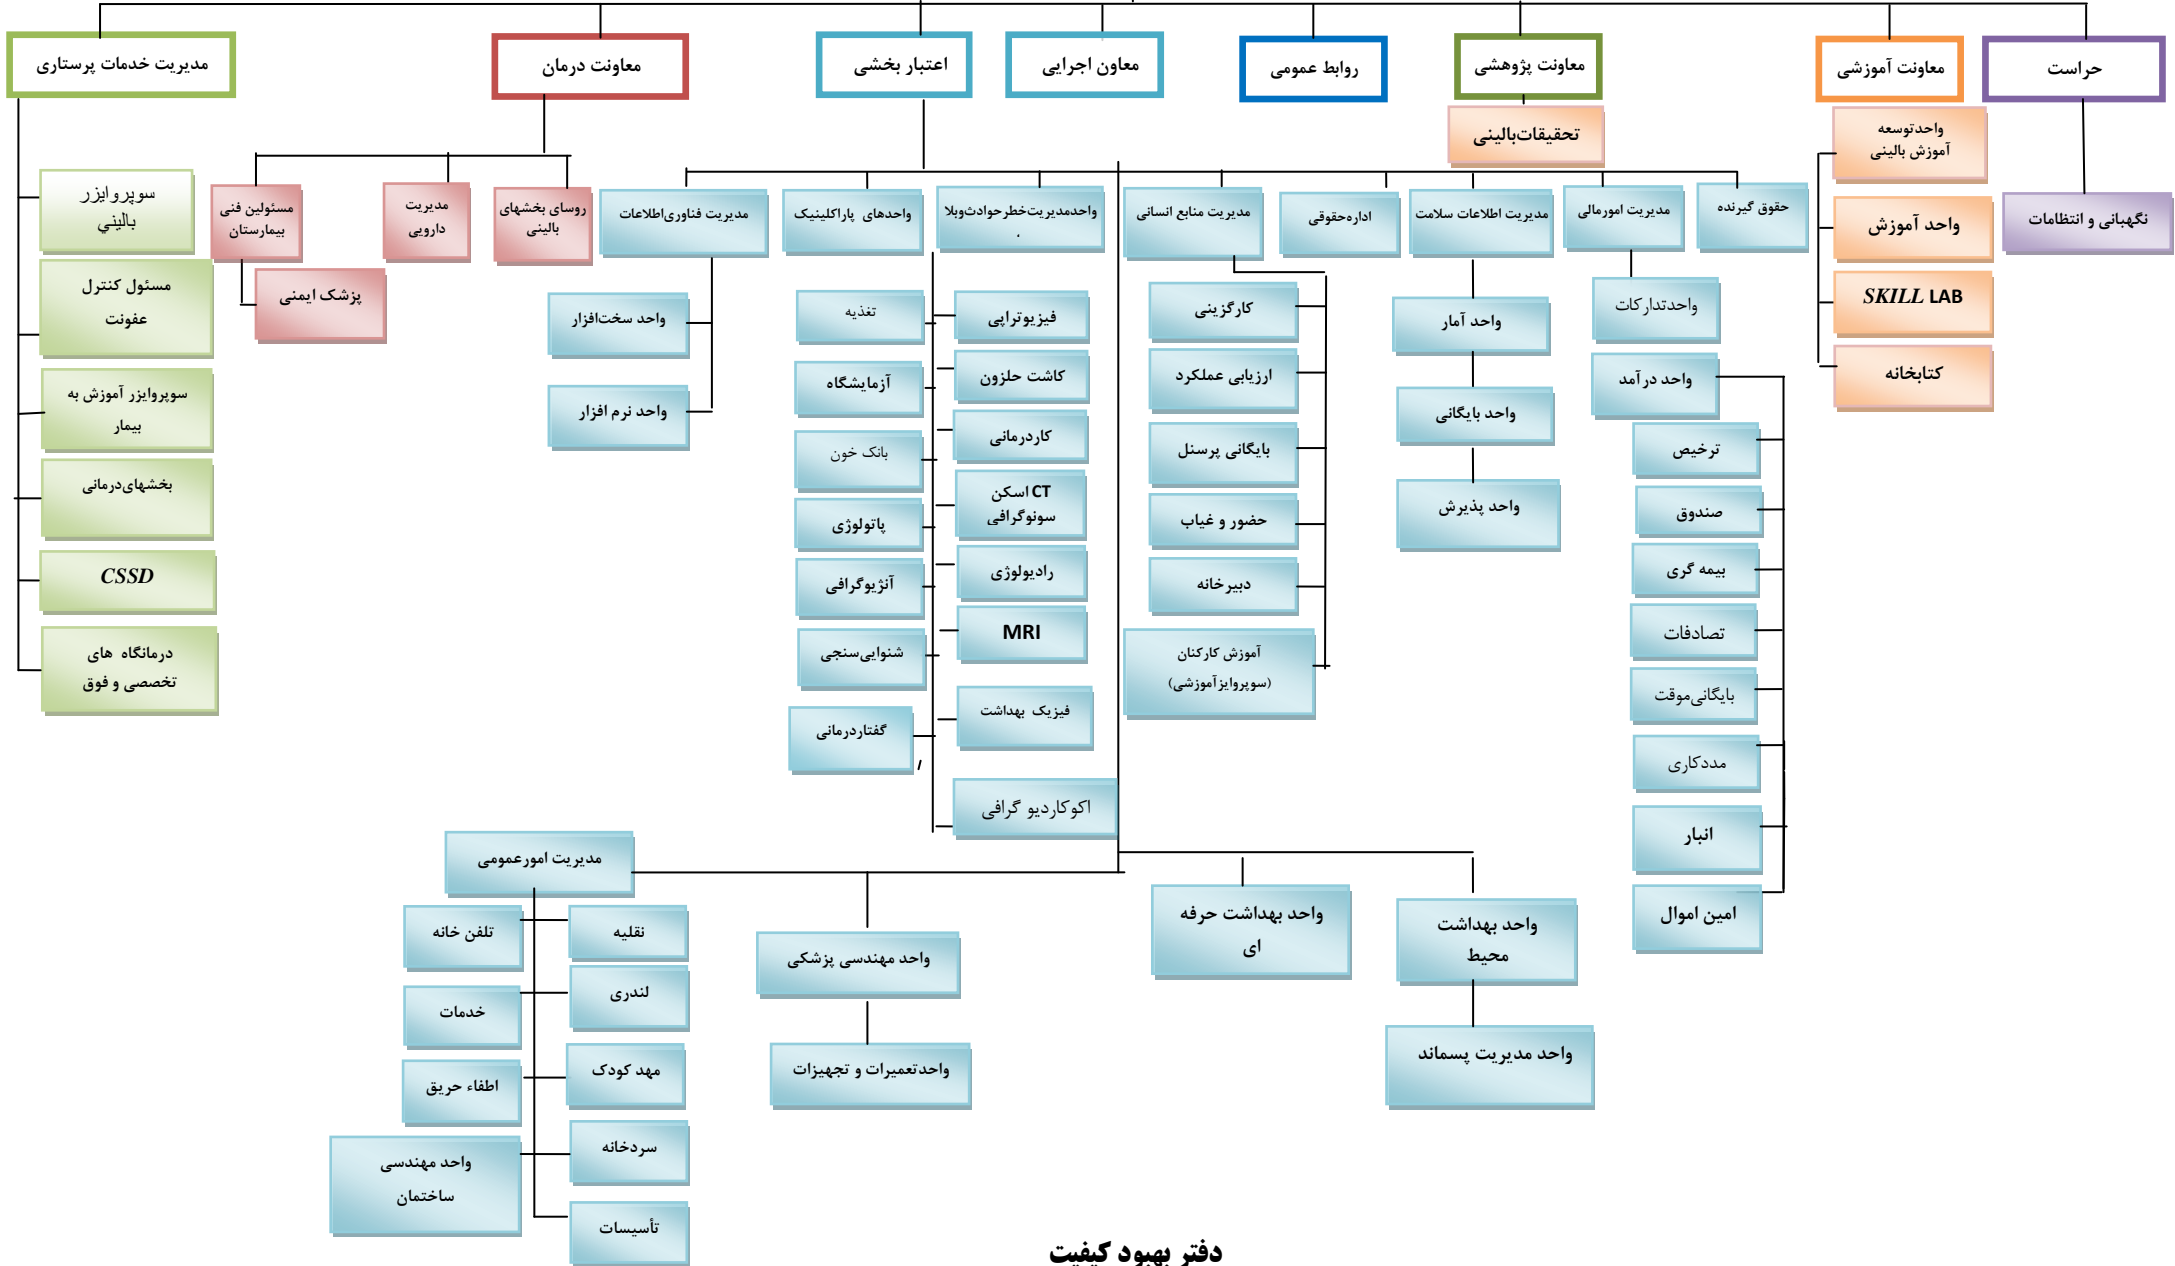 حراست
معاونت آموزشی
معاونت پژوهشی
روابط عمومی
معاون اجرایی
اعتبار بخشی
معاونت درمان
مدیریت خدمات پرستاری
نگهبانی و انتظامات
واحدتوسعه
آموزش بالینی
واحد آموزش
SKILL LAB
کتابخانه
تحقیقات‌بالینی
حقوق گیرنده
مدیریت امورمالی
مدیریت اطلاعات سلامت
اداره‌حقوقی
مدیریت منابع انسانی
واحدمدیریت‌خطرحوادث‌وبلا
،
واحدهای پاراکلینیک
مدیریت فناوری‌اطلاعات
روسای بخشهای
بالینی
مدیریت
دارویی
مسئولین فنی
بیمارستان
پزشک ایمنی
سوپروایزر
باليني
مسئول کنترل
عفونت
سوپروایزر آموزش به
بیمار
بخشهای‌درمانی
CSSD
درمانگاه های
تخصصی و فوق
واحدتدارکات
واحد درآمد
ترخیص
صندوق
بیمه گری
تصادفات
بایگانی‌موقت
مددکاری
انبار
امین اموال
واحد آمار
واحد بایگانی
واحد پذیرش
کارگزینی
ارزیابی عملکرد
بایگانی پرسنل
حضور و غیاب
دبیرخانه
آموزش کارکنان
(سوپروایزآموزشی)
فیزیوتراپی
کاشت حلزون
کاردرمانی
CT اسکن
سونوگرافی
رادیولوژی
MRI
فیزیک بهداشت
اکوکاردیو گرافی
تغذیه
آزمایشگاه
بانک خون
پاتولوژی
آنژیوگرافی
شنوایی‌سنجی
گفتاردرمانی
/
واحد سخت‌افزار
واحد نرم افزار
واحد بهداشت
محیط
واحد مدیریت پسماند
واحد بهداشت حرفه
ای
واحد مهندسی پزشکی
واحدتعمیرات و تجهیزات
مدیریت امورعمومی
نقلیه
تلفن خانه
لندری
خدمات
مهد کودک
اطفاء حریق
سردخانه
واحد مهندسی
ساختمان
تأسیسات
دفتر بهبود کیفیت